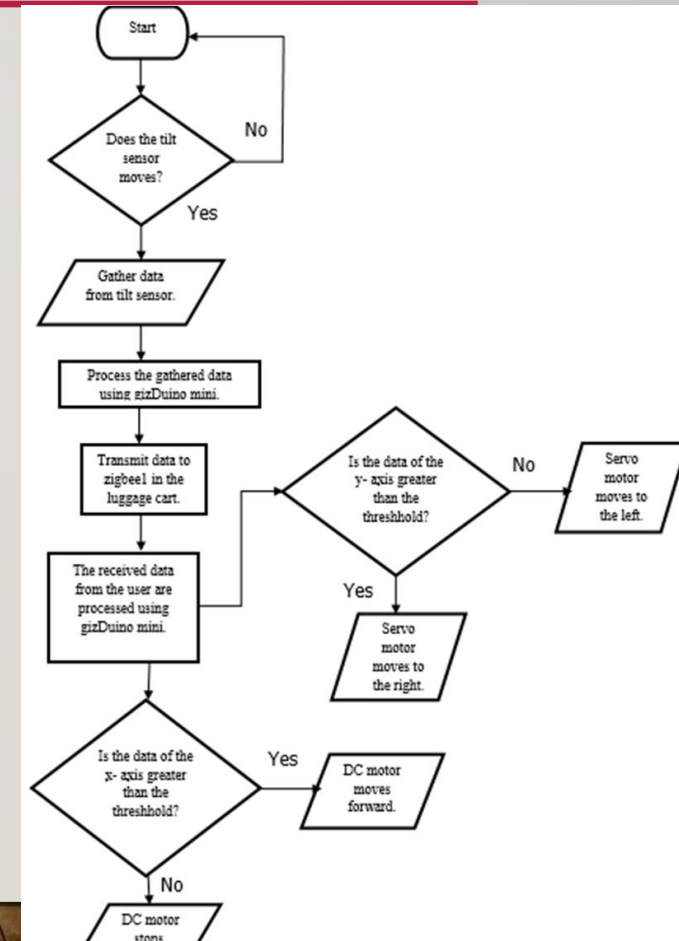 Start
No
Does the tilt
sensor
moves?
Yes
Gather data
from tilt sensor.
Process the gathered data
using gizDuino mini.
Transmit data to
zigbee1 in the
luggage cart.
The received data
from the user are
processed using
gizDuino mini.
Is the data of the
y- axis greater
than the
threshhold?
No
Servo
motor
moves to
the left.
Yes
Servo
motor
moves to
the right.
Is the data of the
x- axis greater
than the
threshhold?
Yes
DC motor
moves
forward.
No
DC motor
stops